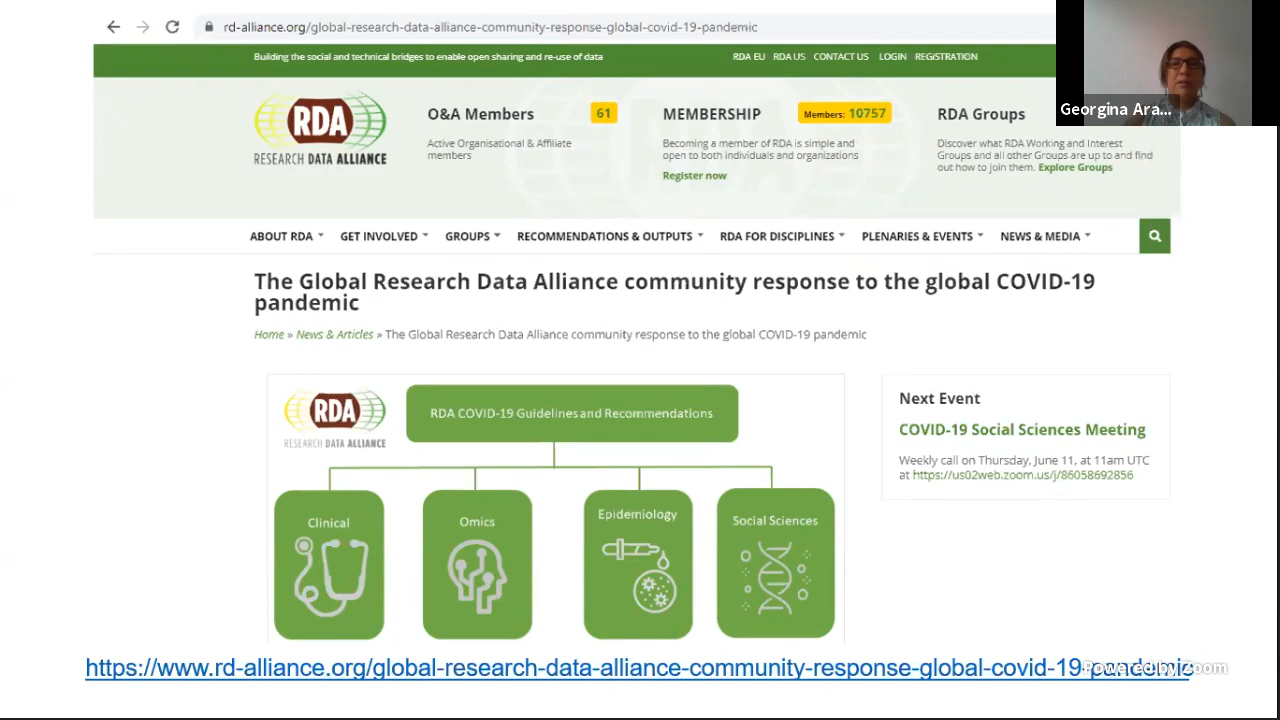 rd-alliance.org/global-research-data-alliance-community-response-global-covid-19-pandemic
Building the social and technical bridges to enable open sharing and re-use of data
RDA EU RDA US CONTACT US LOGIN REGISTRATION
Georgina Ara...
RDA
RESEARCH DATA ALLIANCE
O&A Members 61
Active Organisational & Affiliate
members
MEMBERSHIP Members: 10757
Becoming a member of RDA is simple and
open to both individuals and organizations
Register now
RDA Groups
Discover what RDA Working and Interest
Groups and all other Groups are up to and find
out how to join them. Explore Groups
ABOUT RDA GET INVOLVED GROUPS RECOMMENDATIONS & OUTPUTS RDA FOR DISCIPLINES PLENARIES & EVENTS NEWS & MEDIA
The Global Research Data Alliance community response to the global COVID-19
pandemic
Home » News & Articles » The Global Research Data Alliance community response to the global COVID-19 pandemic
RDA
RESEARCH DATA ALLIANCE
RDA COVID-19 Guidelines and Recommendations
Clinical
Omics
Epidemiology
Social Sciences
Next Event
COVID-19 Social Sciences Meeting
Weekly call on Thursday, June 11, at 11am UTC
at https://us02web.zoom.us/j/86058692856
https://www.rd-alliance.org/global-research-data-alliance-community-response-global-covid-19-pandemic
Powered by Zoom